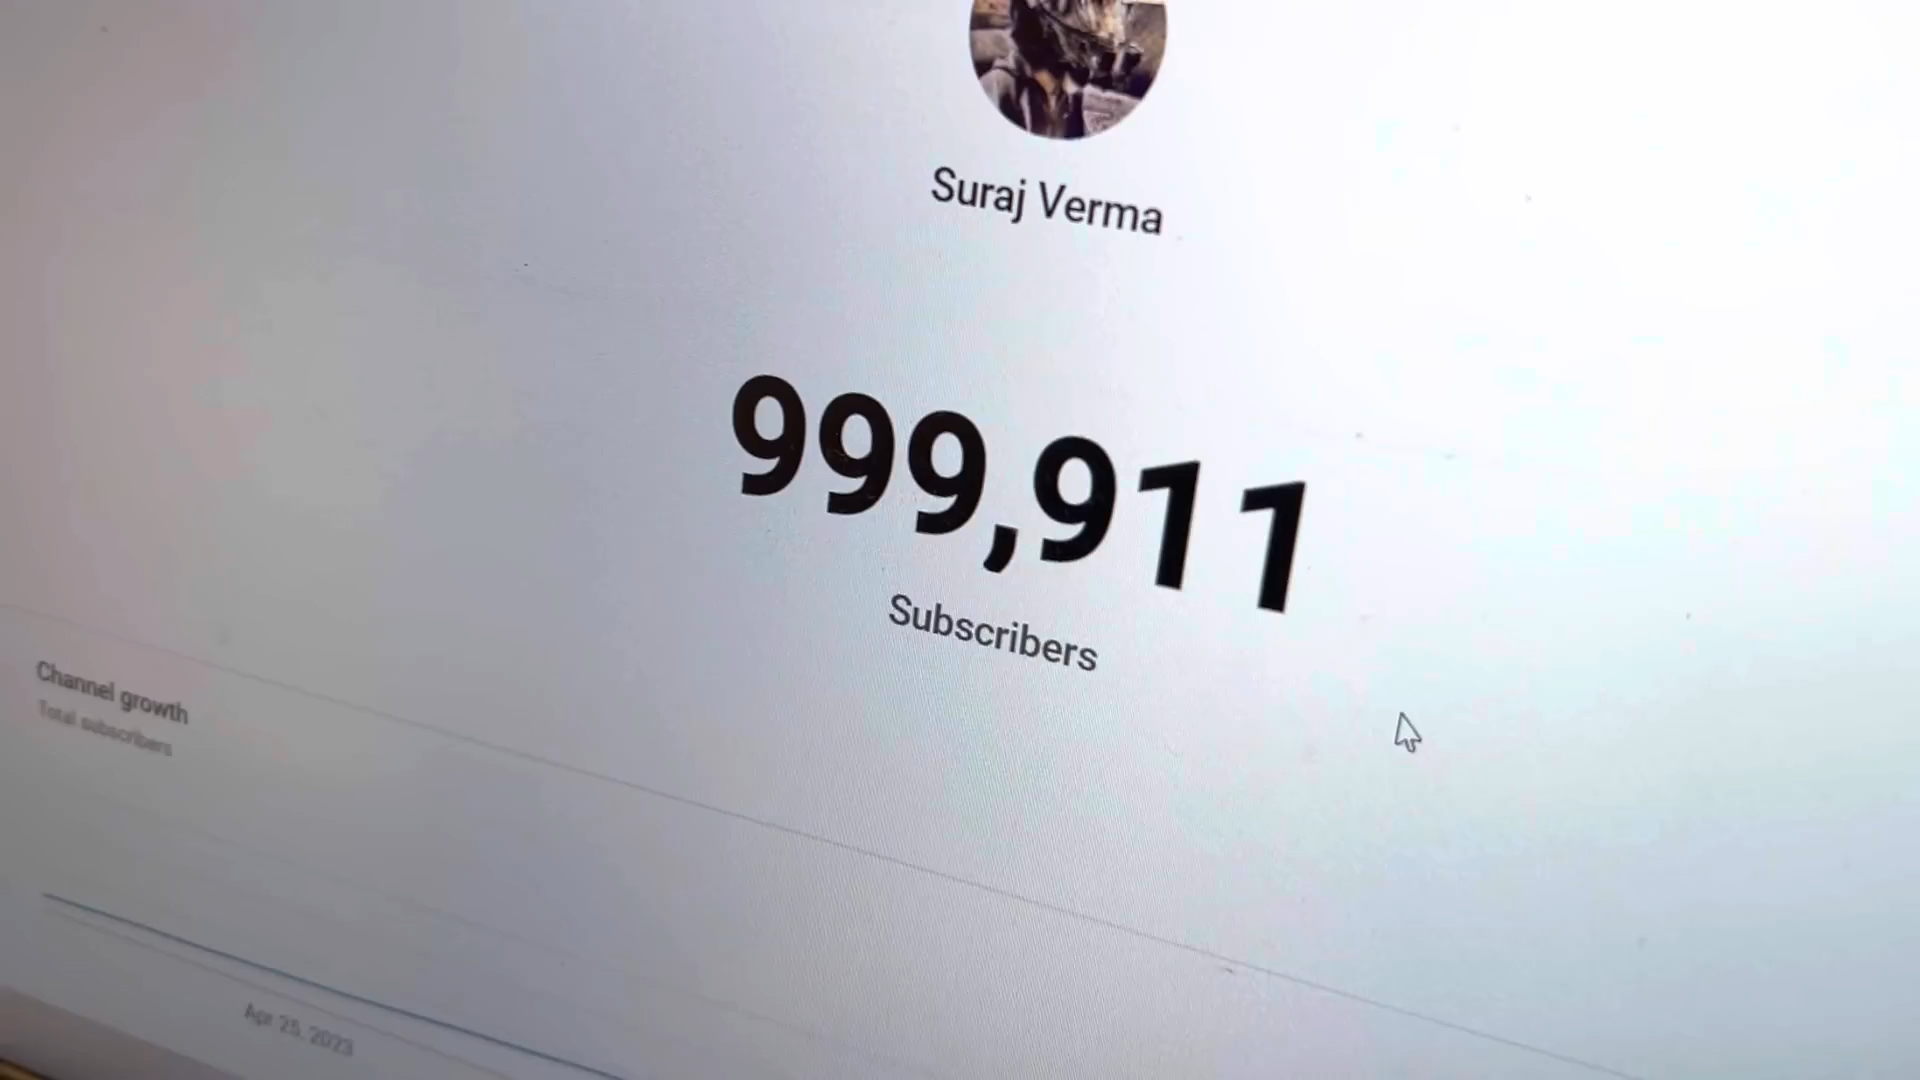 Suraj Verma
999,911
Subscribers
Channel growth
Total subscribers
Apr 25, 2023